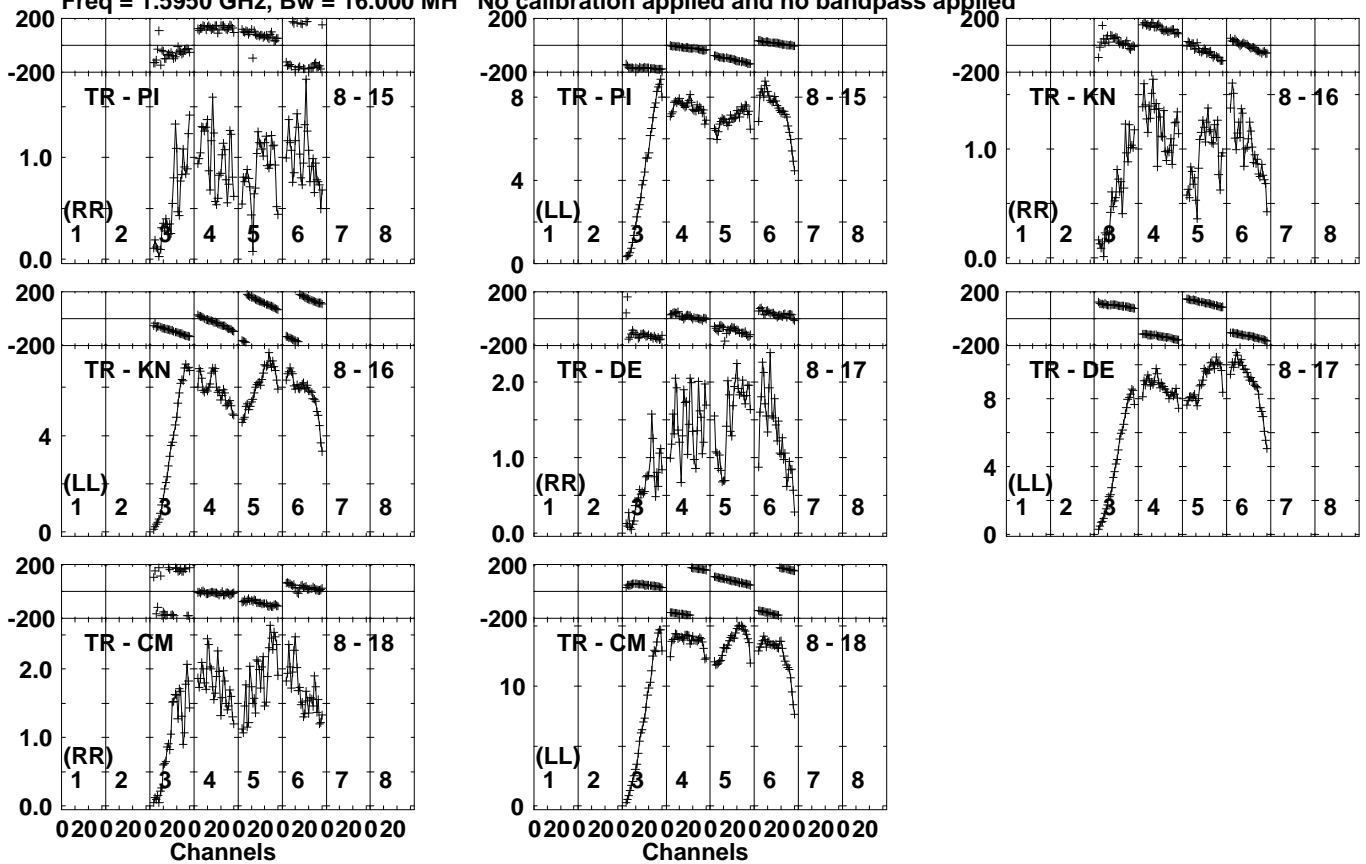 Freq = 1.5950 GHz, Bw = 16.000 MH No calibration applied and no bandpass applied
200
-200
TR - PI 8 - 15
1.0
0.0
(RR)
1 2 3 4 5 6 7 8
TR - PI 8 - 15
8
4
0
(LL)
1 2 3 4 5 6 7 8
200
-200
TR - KN 8 - 16
1.0
0.0
(RR)
1 2 3 4 5 6 7 8
200
-200
TR - KN 8 - 16
4
0
(LL)
1 2 3 4 5 6 7 8
200
-200
TR - DE 8 - 17
2.0
1.0
0.0
(RR)
1 2 3 4 5 6 7 8
200
-200
TR - DE 8 - 17
8
4
0
(LL)
1 2 3 4 5 6 7 8
200
-200
TR - CM 8 - 18
2.0
1.0
0.0
(RR)
1 2 3 4 5 6 7 8
020020020020020020020020
Channels
200
-200
TR - CM 8 - 18
10
0
(LL)
1 2 3 4 5 6 7 8
020020020020020020020020
Channels